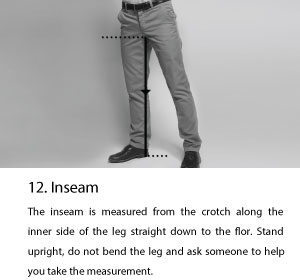 12. Inseam
The inseam is measured from the crotch along the
inner side of the leg straight down to the flor. Stand
upright, do not bend the leg and ask someone to help
you take the measurement.